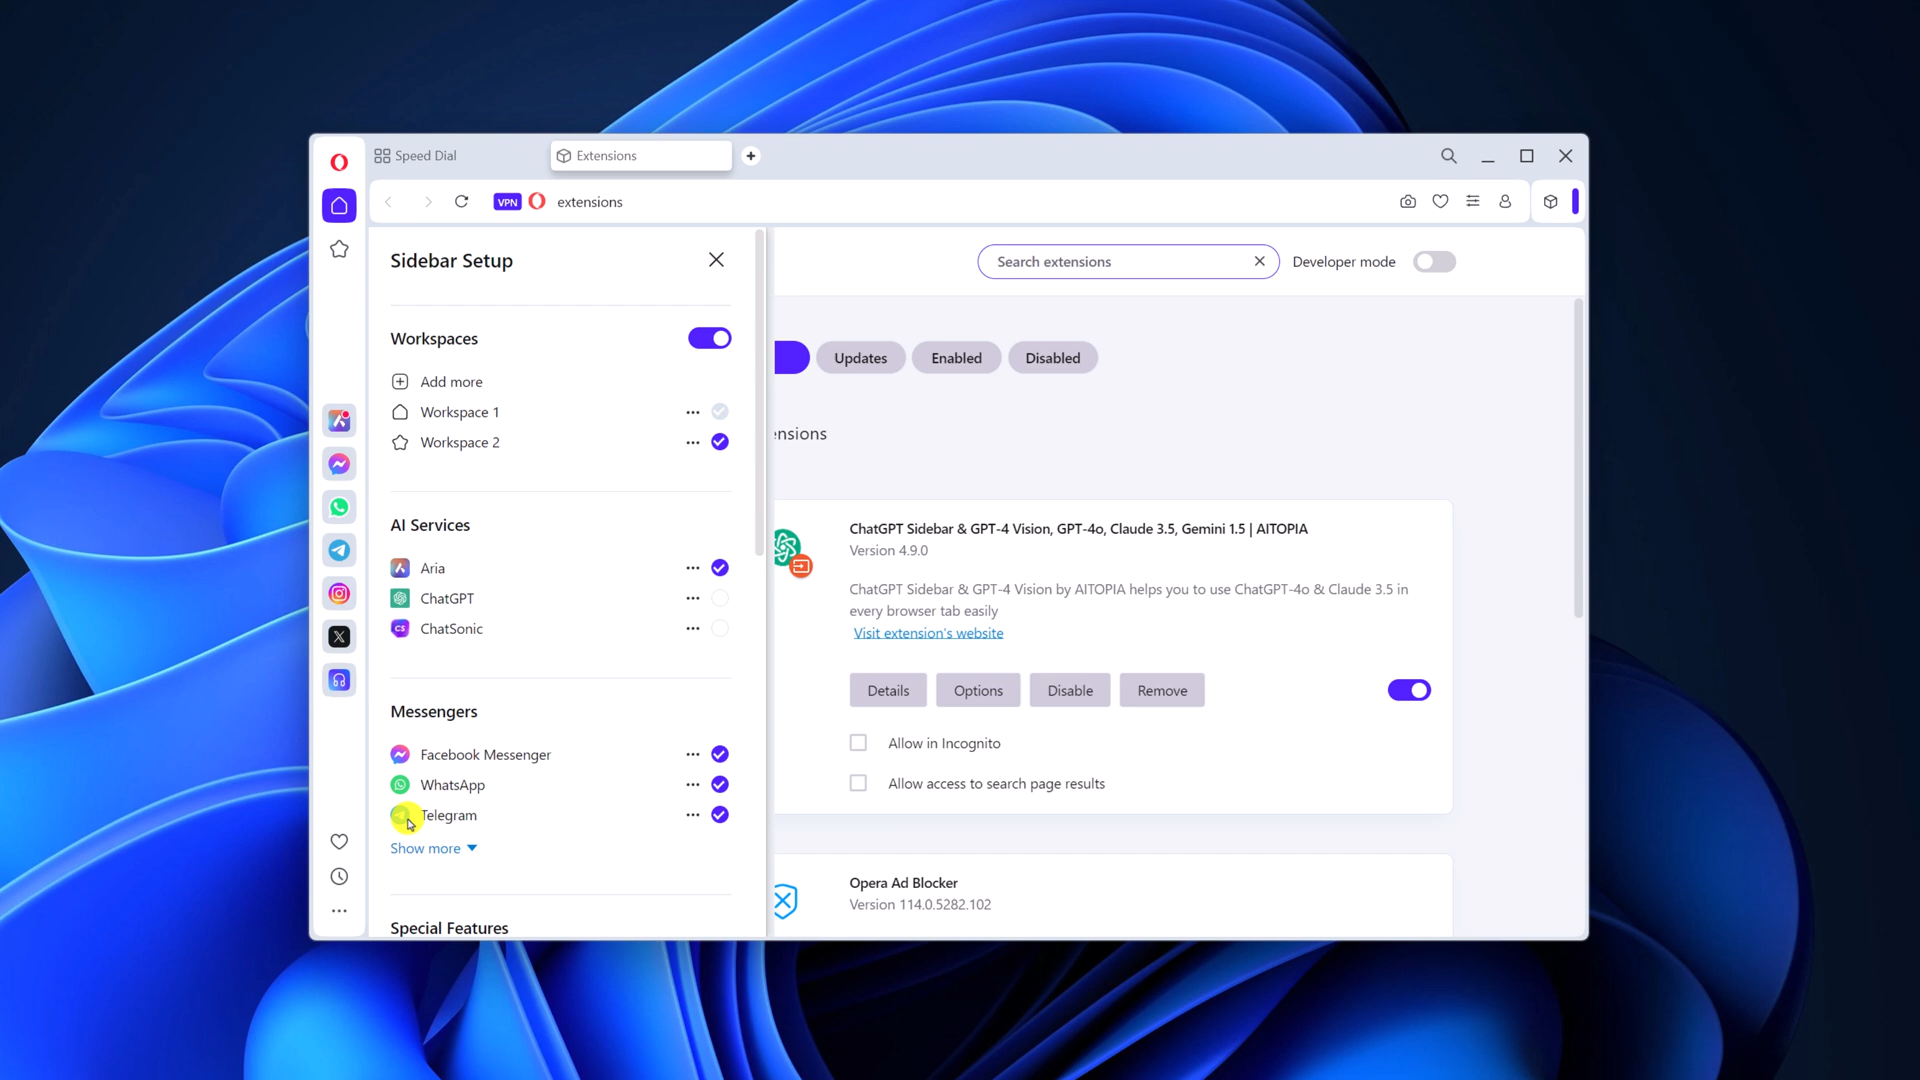 Speed Dial
Extensions
VPN
extensions
Sidebar Setup
Search extensions
Developer mode
Workspaces
Updates
Enabled
Disabled
Add more
Workspace 1
Workspace 2
ensions
AI Services
Aria
ChatGPT
ChatSonic
CS
ChatGPT Sidebar & GPT-4 Vision, GPT-4o, Claude 3.5, Gemini 1.5 | AITOPIA
Version 4.9.0
ChatGPT Sidebar & GPT-4 Vision by AITOPIA helps you to use ChatGPT-4o & Claude 3.5 in
every browser tab easily
Visit extension's website
Details
Options
Disable
Remove
Allow in Incognito
Allow access to search page results
Messengers
Facebook Messenger
WhatsApp
Telegram
Show more
Special Features
Opera Ad Blocker
Version 114.0.5282.102